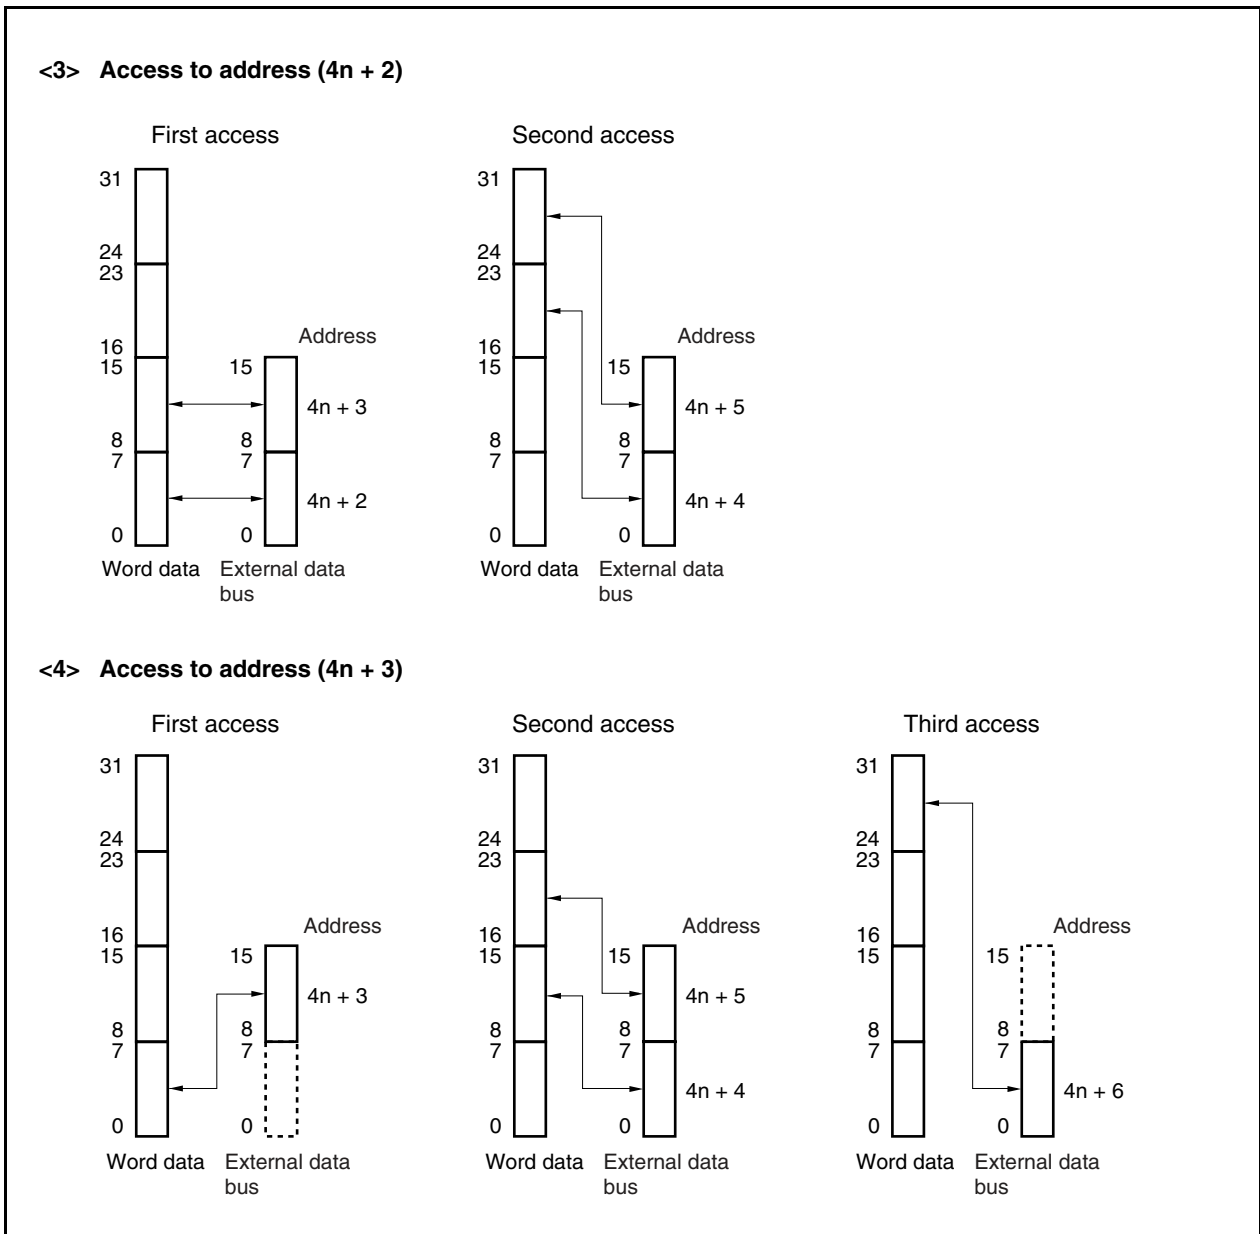 <3> Access to address (4n + 2)
First access
Second access
31
24
23
16
15
8
7
0
Address
15
8
7
0
4n + 3
4n + 2
Word data
External data
bus
31
24
23
16
15
8
7
0
Address
15
8
7
0
4n + 5
4n + 4
Word data
External data
bus
<4> Access to address (4n + 3)
First access
Second access
Third access
31
24
23
16
15
8
7
0
Address
15
8
7
0
4n + 3
Word data
External data
bus
31
24
23
16
15
8
7
0
Address
15
8
7
0
4n + 5
4n + 4
Word data
External data
bus
31
24
23
16
15
8
7
0
Address
15
8
7
0
4n + 6
Word data
External data
bus